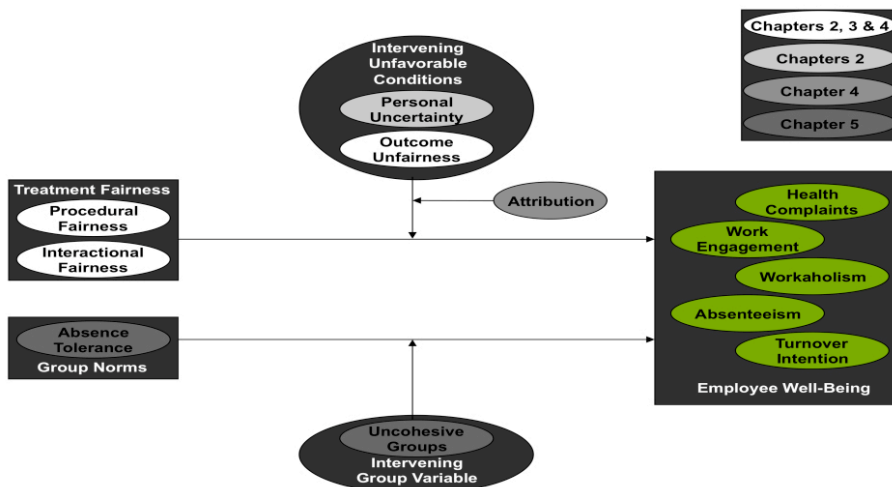 Intervening
Unfavorable
Conditions
Personal
Uncertainty
Outcome
Unfairness
Chapters 2, 3 & 4
Chapters 2
Chapter 4
Chapter 5
Treatment Fairness
Procedural
Fairness
Interactional
Fairness
Attribution
Health
Complaints
Work
Engagement
Workaholism
Absenteeism
Turnover
Intention
Employee Well-Being
Absence
Tolerance
Group Norms
Uncohesive
Groups
Intervening
Group Variable